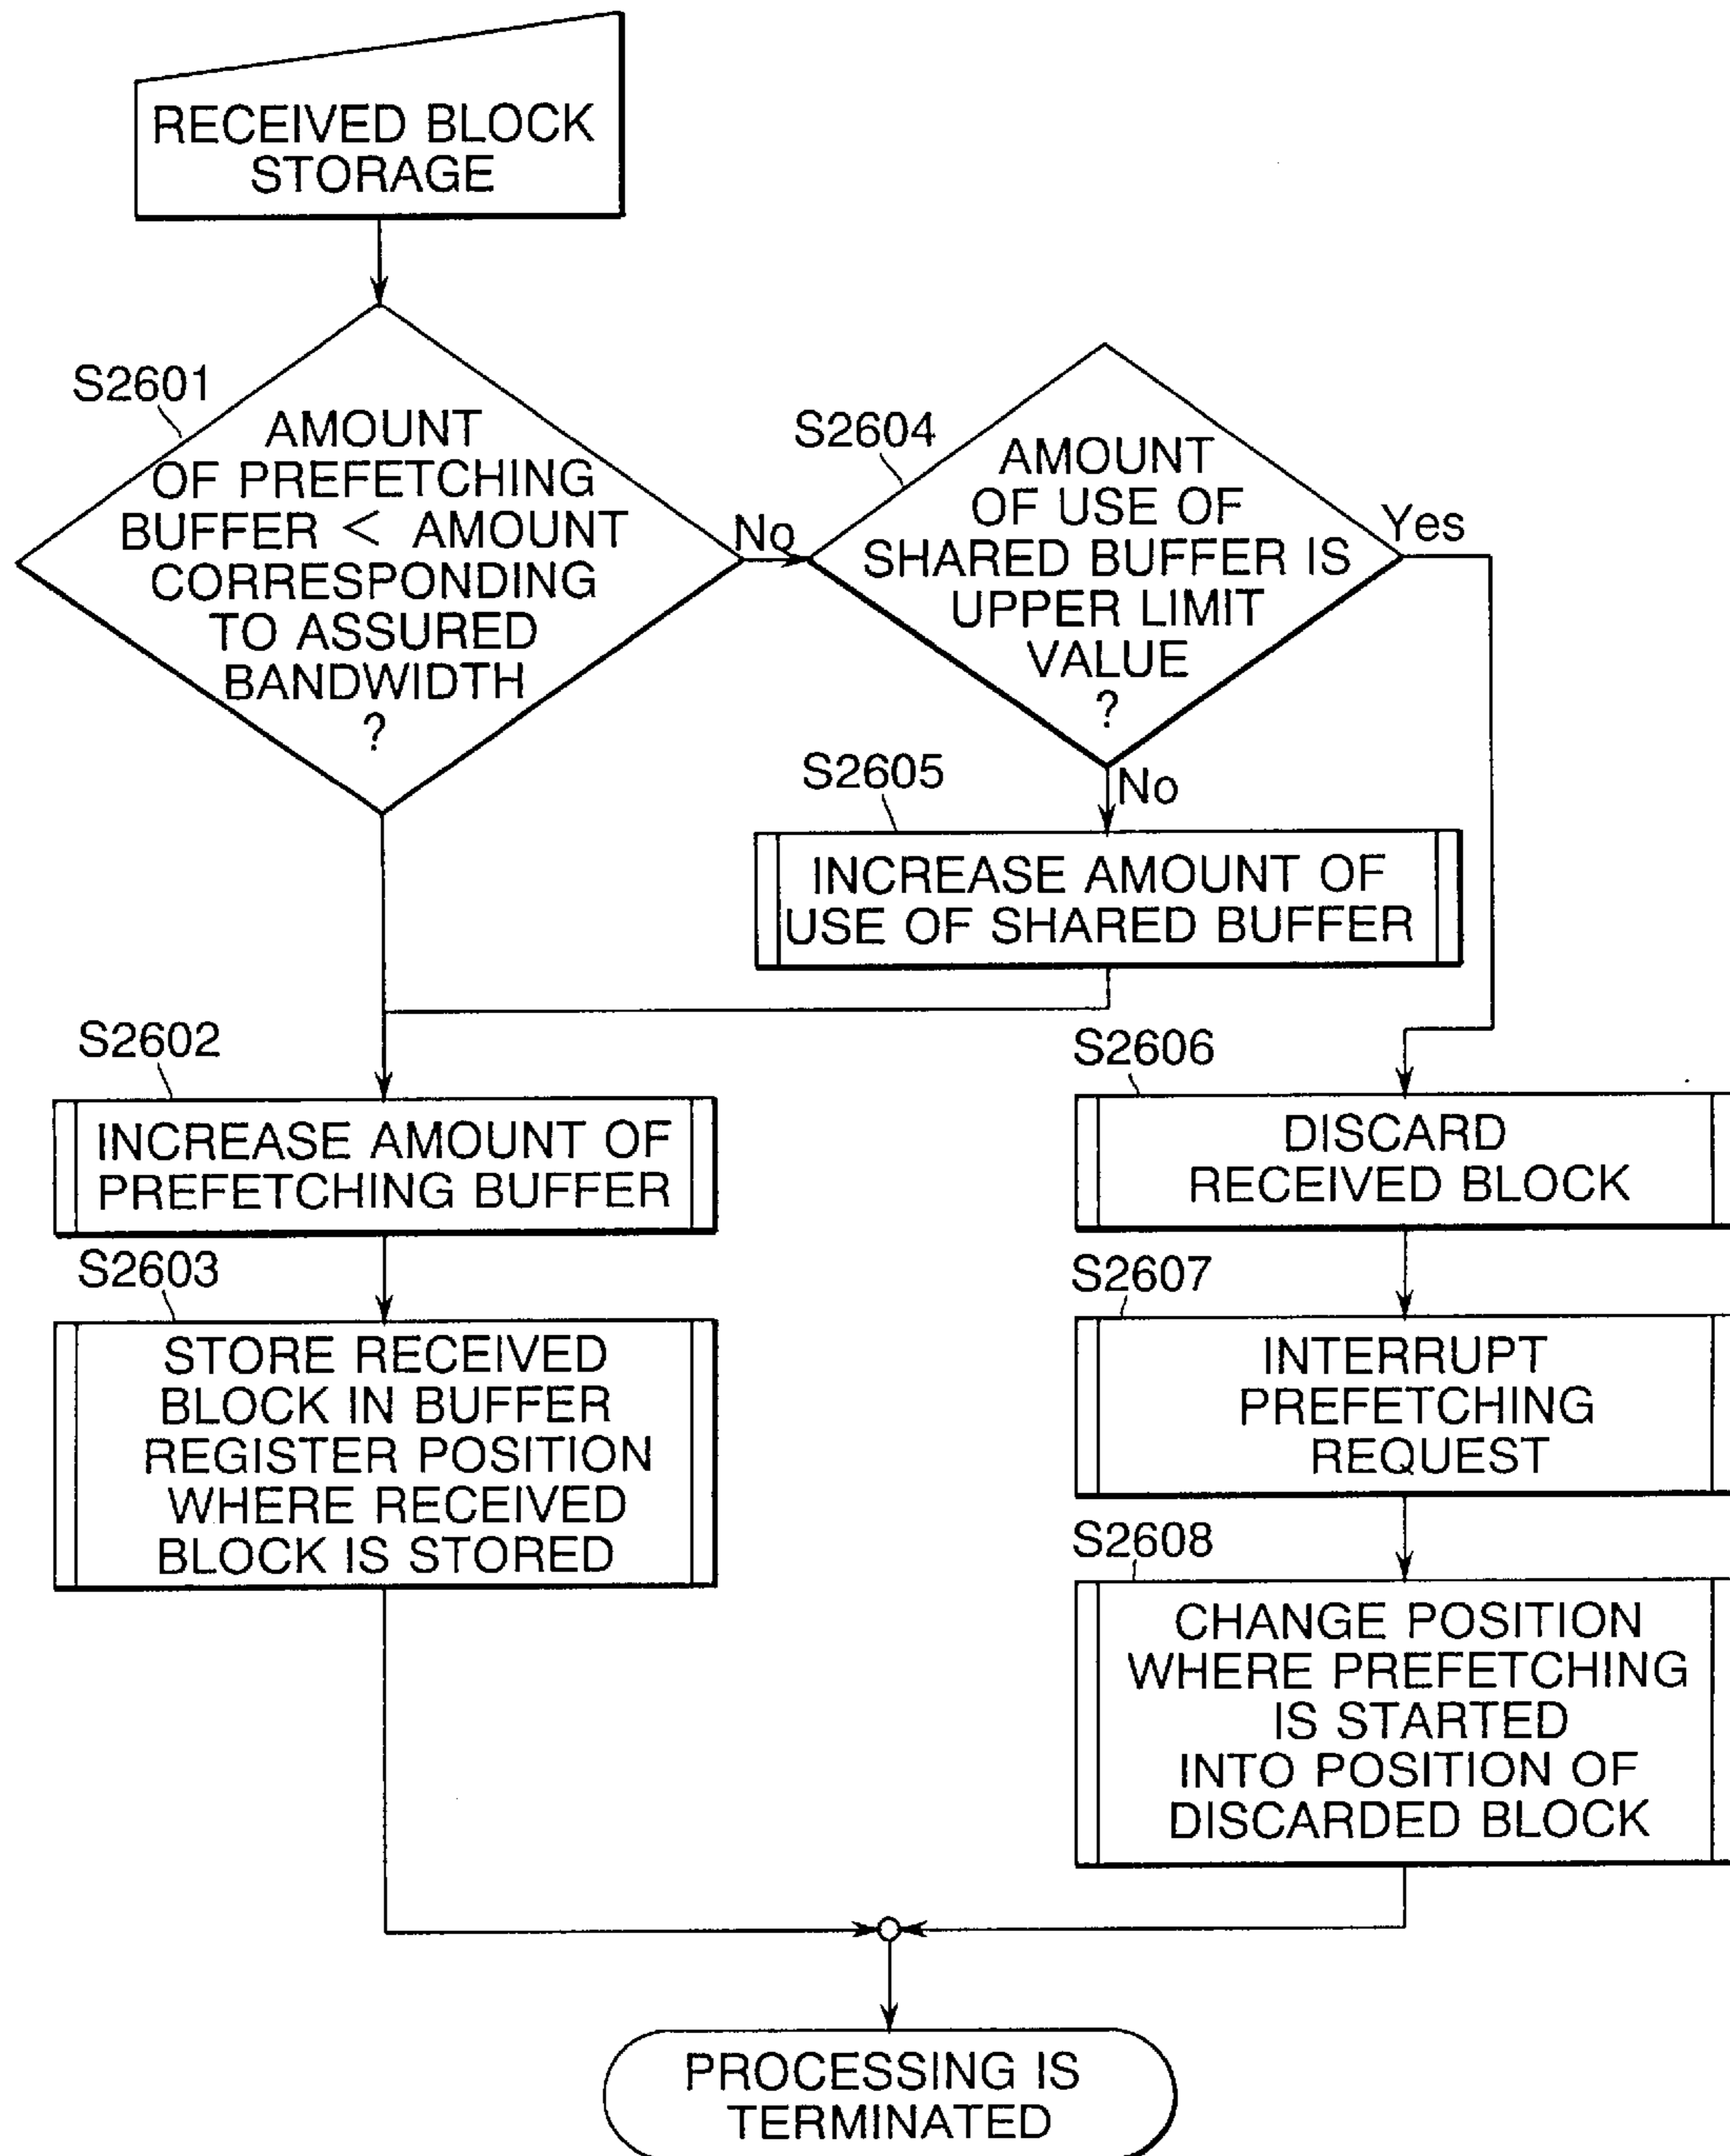 RECEIVED BLOCK
STORAGE
S2601
AMOUNT
OF PREFETCHING
BUFFER < AMOUNT
CORRESPONDING
TO ASSURED
BANDWIDTH
?
No
S2604
AMOUNT
OF USE OF
SHARED BUFFER IS
UPPER LIMIT
VALUE
?
Yes
No
S2605
INCREASE AMOUNT OF
USE OF SHARED BUFFER
S2602
INCREASE AMOUNT OF
PREFETCHING BUFFER
S2603
STORE RECEIVED
BLOCK IN BUFFER
REGISTER POSITION
WHERE RECEIVED
BLOCK IS STORED
S2606
DISCARD
RECEIVED BLOCK
S2607
INTERRUPT
PREFETCHING
REQUEST
S2608
CHANGE POSITION
WHERE PREFETCHING
IS STARTED
INTO POSITION OF
DISCARDED BLOCK
PROCESSING IS
TERMINATED